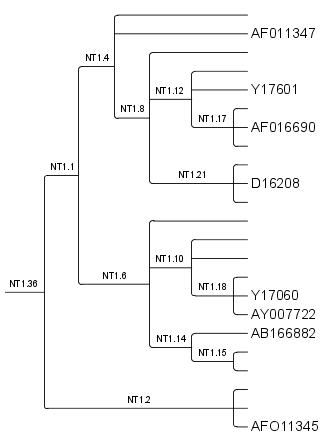 AF011347
NT1.4
Y17601
NT1.12
NT1.8
NT1.17
AF016690
NT1.1
NT1.21
D16208
NT1.10
NT1.6
NT1.36
NT1.18
Y17060
AY007722
AB166882
NT1.14
NT1.15
NT1.2
AFO11345